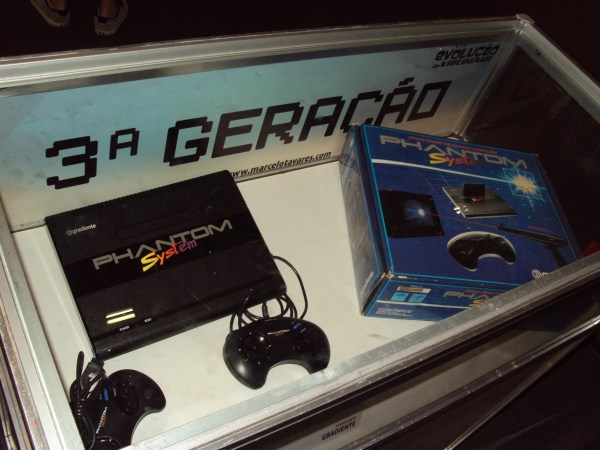 evolução
3ª GERAÇÃO
www.marcelotavares.com
gradiente
PHANTOM
System
PHANTOM
System
PHANTOM
GRADIENTE